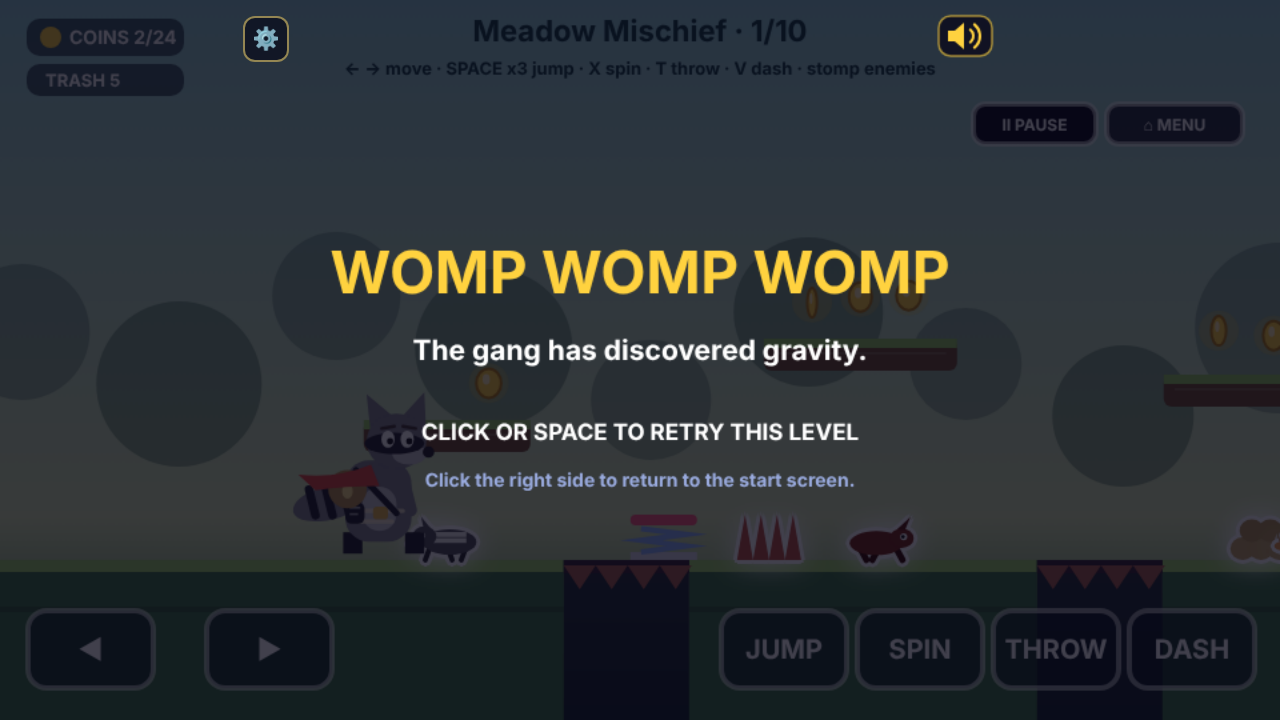 COINS 2/24
TRASH 5
Meadow Mischief · 1/10
← → move · SPACE x3 jump · X spin · T throw · V dash · stomp enemies
II PAUSE
⌂ MENU
WOMP WOMP WOMP
The gang has discovered gravity.
CLICK OR SPACE TO RETRY THIS LEVEL
Click the right side to return to the start screen.
◀ ▶ JUMP SPIN THROW DASH